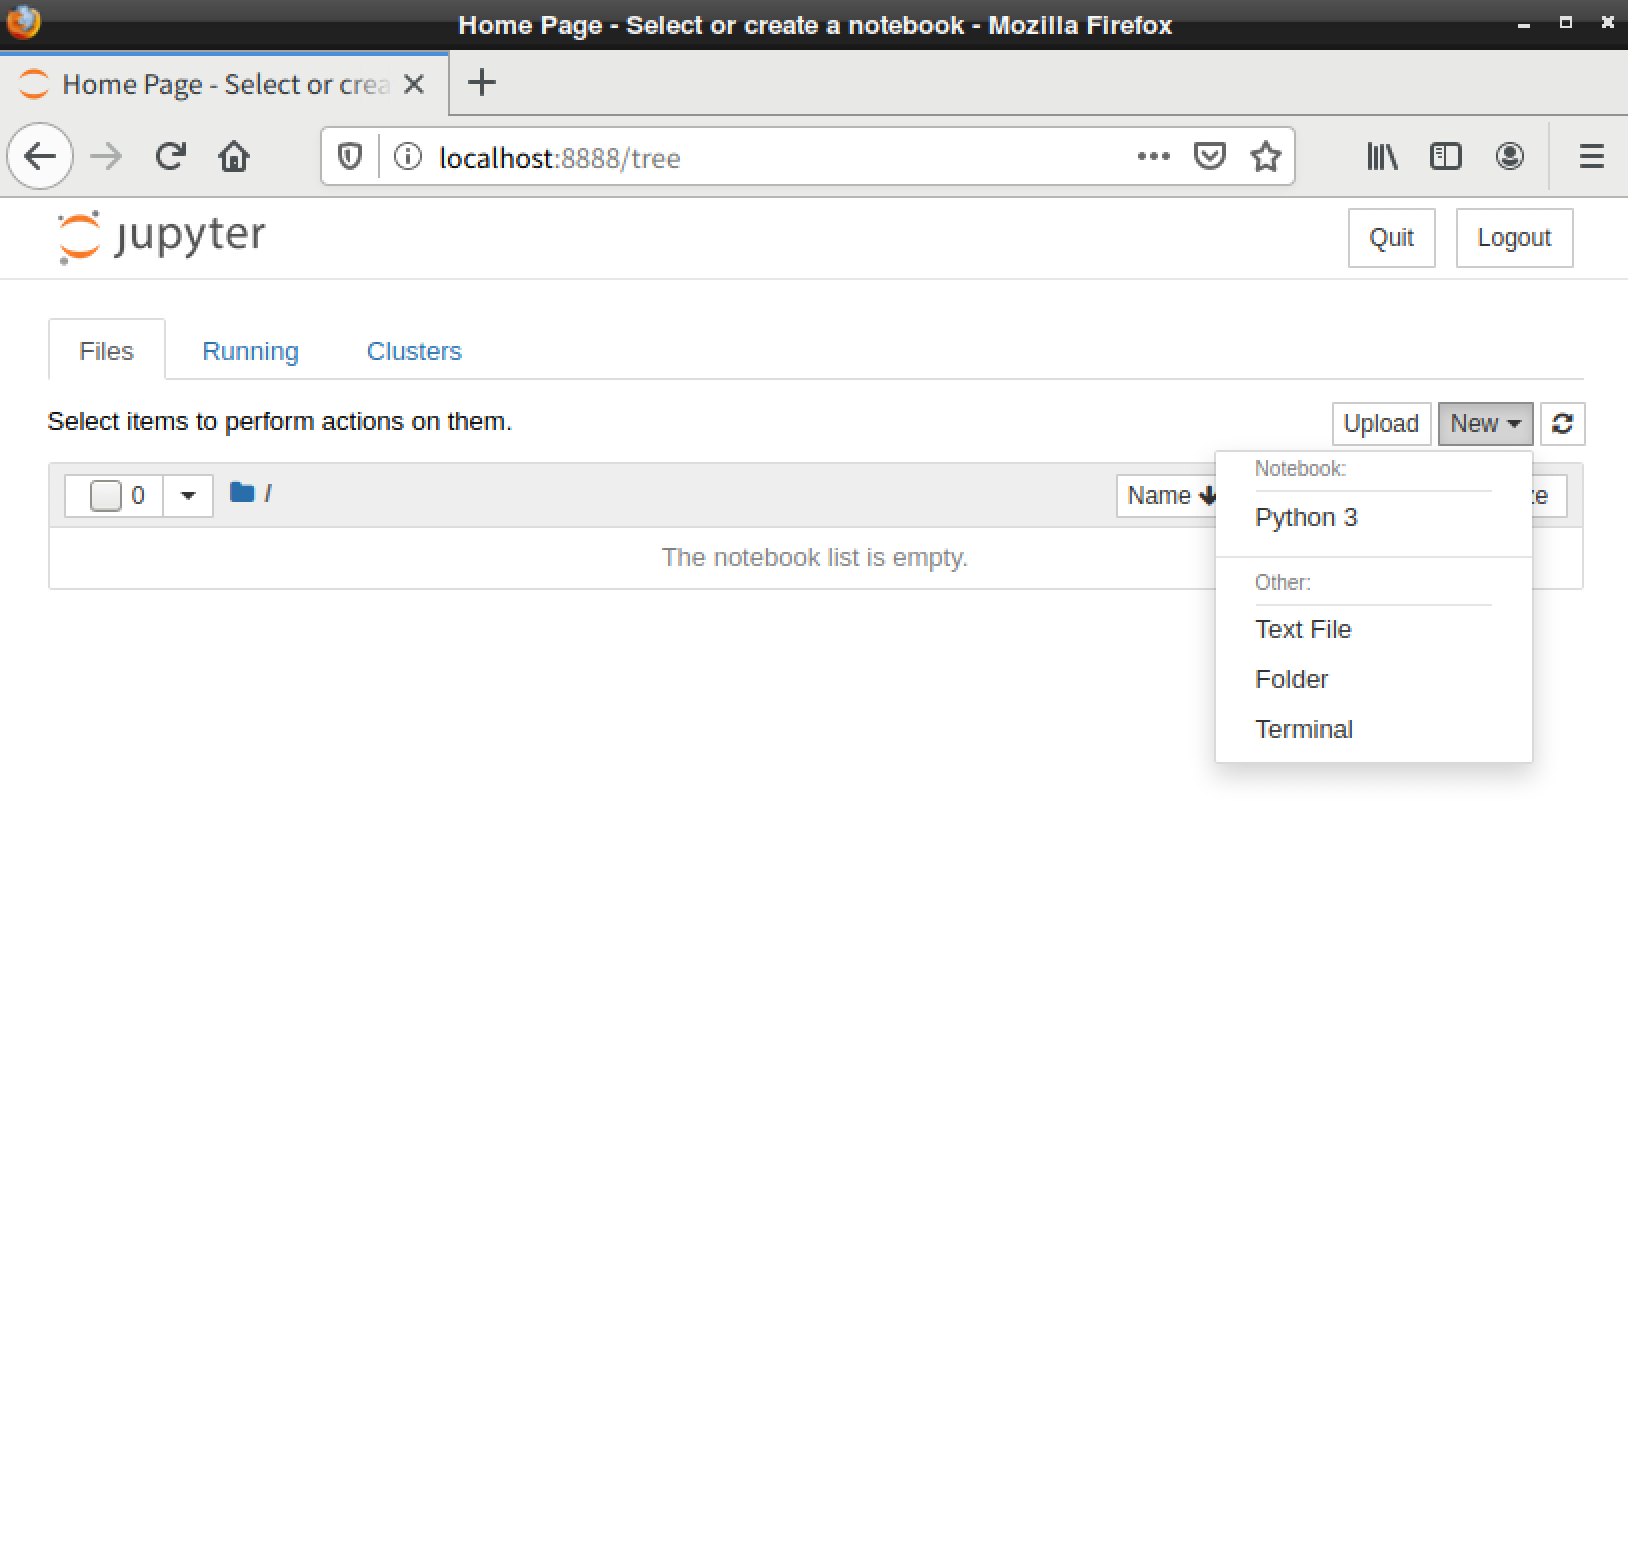 Home Page - Select or create a notebook - Mozilla Firefox
Home Page - Select or crea
localhost:8888/tree
jupyter
Quit
Logout
Files
Running
Clusters
Select items to perform actions on them.
Upload
New
0
/
Name
Notebook:
Python 3
The notebook list is empty.
Other:
Text File
Folder
Terminal